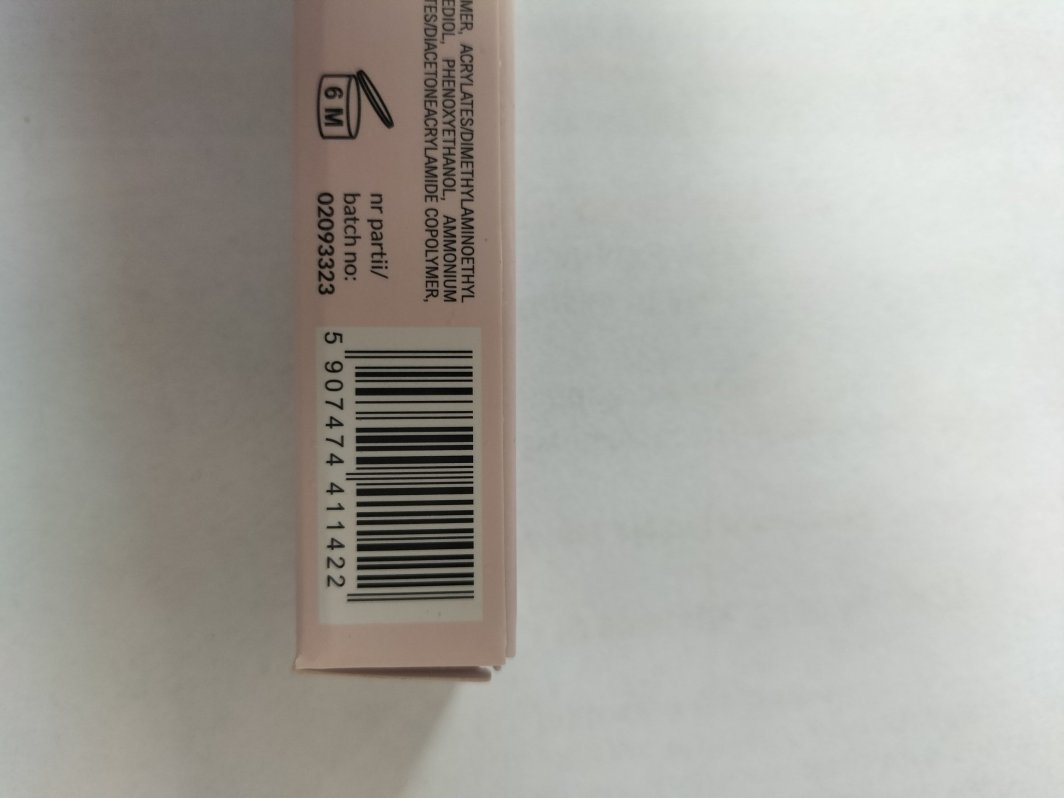 MER, ACRYLATES/DIMETHYLAMINOETHYL
EDIOL, PHENOXYETHANOL, AMMONIUM
TES/DIACETONEACRYLAMIDE COPOLYMER,
6 M
nr partii/
batch no:
02093323
5 907474 411422